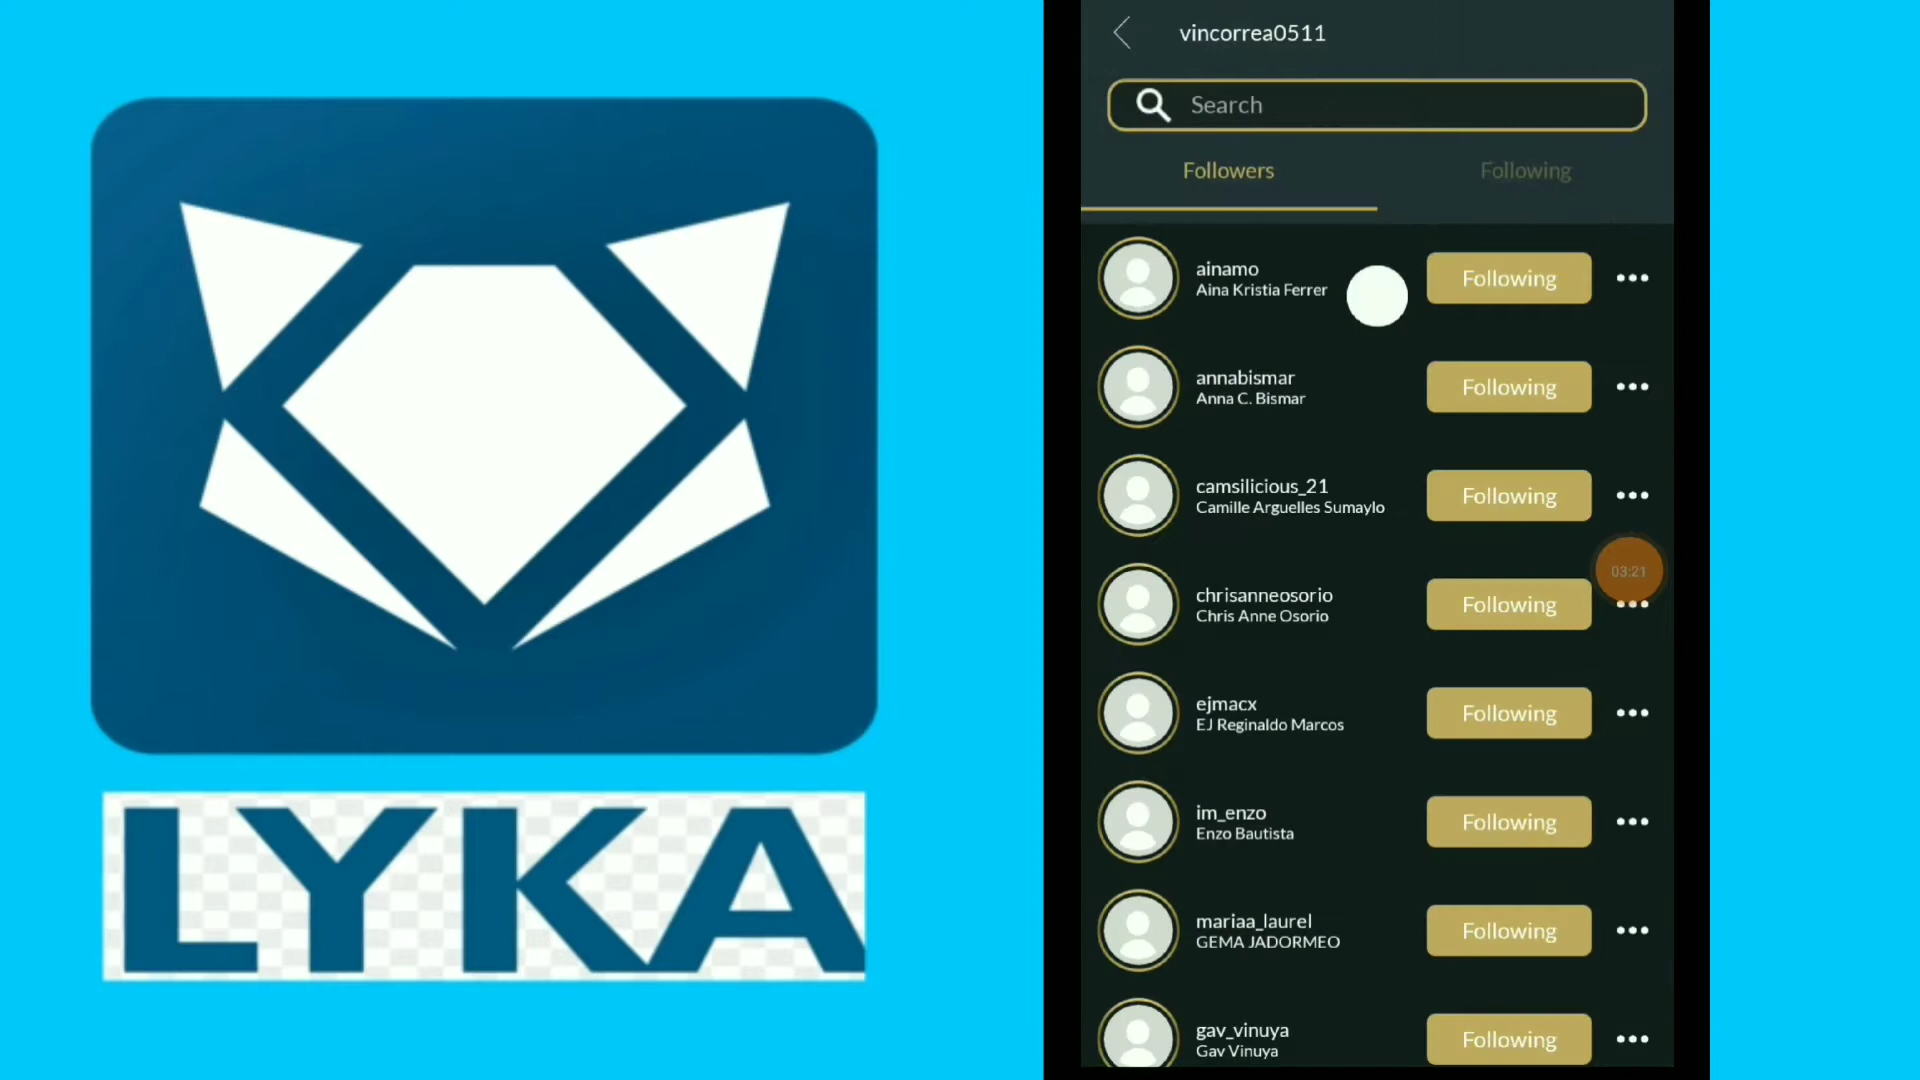 LYKA
vincorrea0511
Search
Followers
Following
ainamo
Aina Kristia Ferrer
Following
annabismar
Anna C. Bismar
Following
camsilicious_21
Camille Arguelles Sumaylo
Following
03:21
chrisanneosorio
Chris Anne Osorio
Following
ejmacx
EJ Reginaldo Marcos
Following
im_enzo
Enzo Bautista
Following
mariaa_laurel
GEMA JADORMEO
Following
gav_vinuya
Gav Vinuya
Following